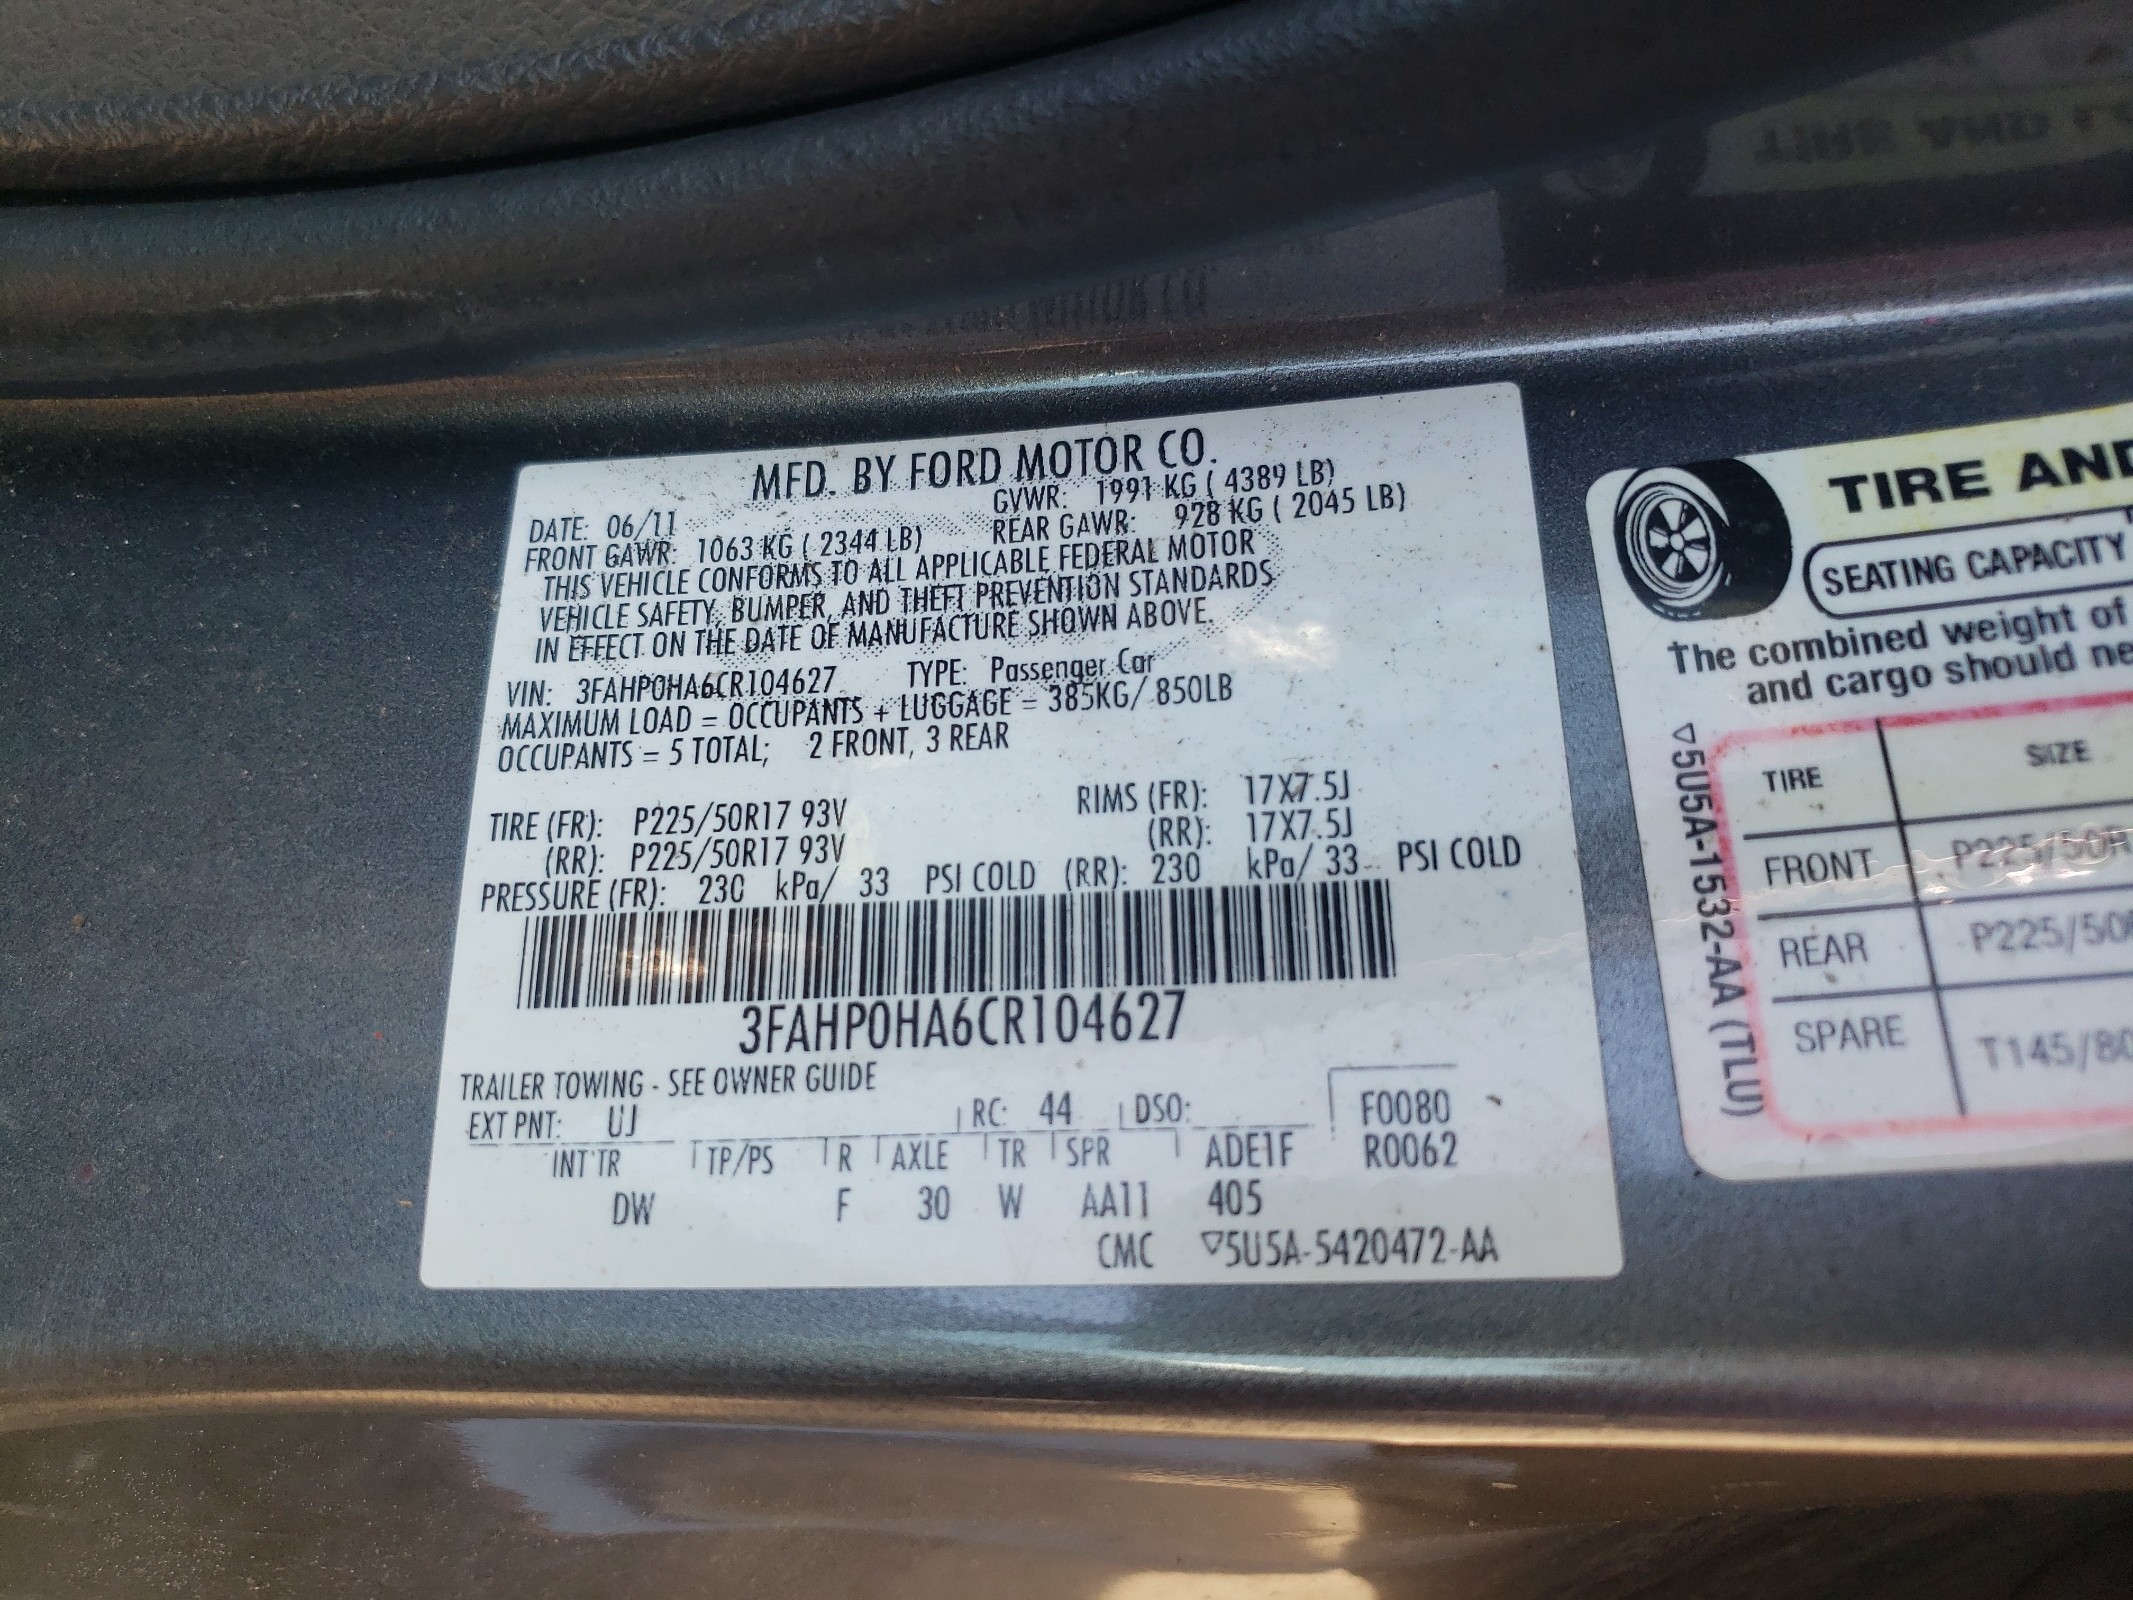 MFD. BY FORD MOTOR CO.
DATE: 06/11 GVWR: 1991 KG ( 4389 LB)
FRONT GAWR: 1063 KG ( 2344 LB) REAR GAWR: 928 KG ( 2045 LB)
THIS VEHICLE CONFORMS TO ALL APPLICABLE FEDERAL MOTOR
VEHICLE SAFETY, BUMPER, AND THEFT PREVENTION STANDARDS
IN EFFECT ON THE DATE OF MANUFACTURE SHOWN ABOVE.
VIN: 3FAHP0HA6CR104627 TYPE: Passenger Car
MAXIMUM LOAD = OCCUPANTS + LUGGAGE = 385KG/ 850LB
OCCUPANTS = 5 TOTAL; 2 FRONT, 3 REAR
TIRE (FR): P225/50R17 93V RIMS (FR): 17X7.5J
(RR): P225/50R17 93V (RR): 17X7.5J
PRESSURE (FR): 230 kPa/ 33 PSI COLD (RR): 230 kPa/ 33 PSI COLD
3FAHP0HA6CR104627
TRAILER TOWING - SEE OWNER GUIDE
EXT PNT: UJ RC: 44 DSO: F0080
INT TR TP/PS R AXLE TR SPR ADE1F R0062
DW F 30 W AA11 405
CMC ▽5U5A-5420472-AA
TIRE AND
SEATING CAPACITY
The combined weight of
and cargo should
▽5U5A-1532-AA (TLU)
TIRE SIZE
FRONT P225/50R
REAR P225/50
SPARE T145/80